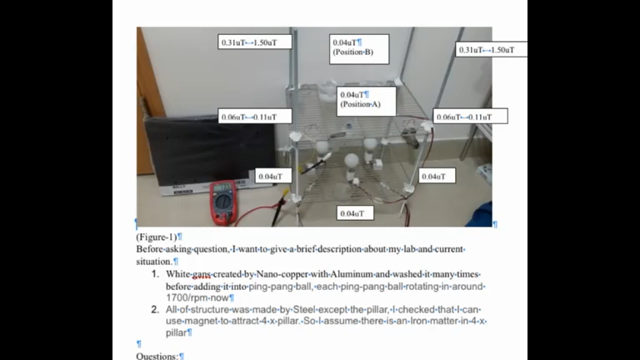 0.31uT↔1.50uT
0.04uT¶
(Position·B)
0.31uT↔1.50uT
0.04uT¶
(Position·A)
0.06uT↔0.11uT
0.06uT↔0.11uT
0.04uT
0.04uT
0.04uT
¶
(Figure-1)¶
Before·asking·question,·I·want·to·give·a·brief·description·about·my·lab·and·current·
situation.¶
1. White·gans·created·by·Nano-copper·with·Aluminum·and·washed·it·many·times·
before·adding·it·into·ping-pang·ball,·each·ping-pang·ball·rotating·in·around·
1700/rpm·now¶
2. All·of·structure·was·made·by·Steel·except·the·pillar,·I·checked·that·I·can·
use·magnet·to·attract·4·x·pillar.·So·I·assume·there·is·an·Iron·matter·in·4·x·
pillar¶
¶
Questions:¶